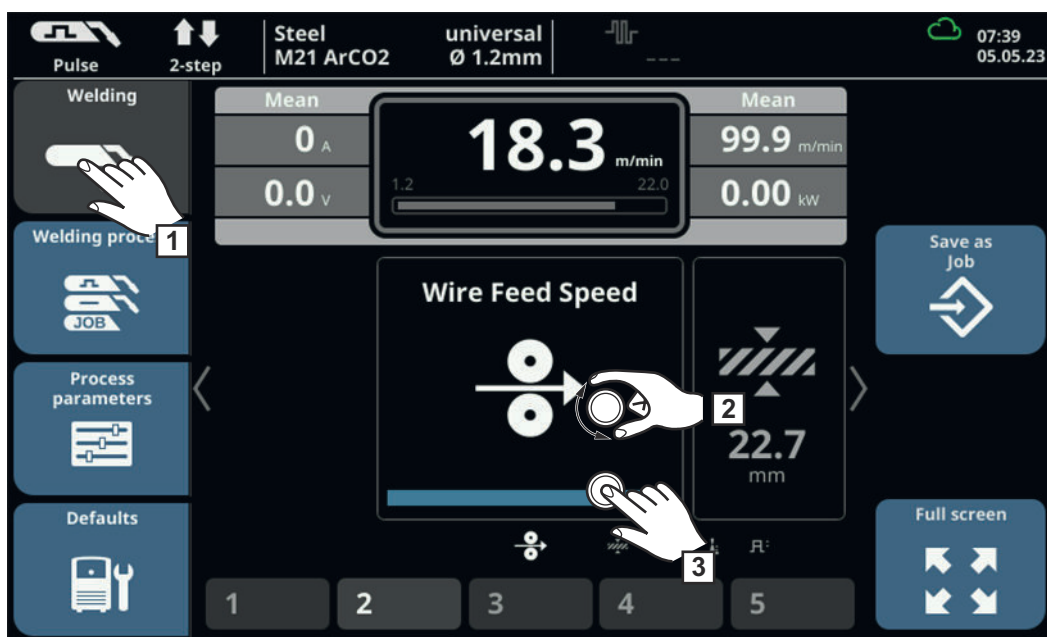 Pulse
2-step
Steel
M21 ArCO2
universal
Ø 1.2mm
---
07:39
05.05.23
Welding
1
Welding proce
JOB
Process
parameters
Defaults
Mean
0 A
0.0 V
18.3 m/min
1.2
22.0
Mean
99.9 m/min
0.00 kW
Wire Feed Speed
2
22.7
mm
3
1
2
3
4
5
Save as
Job
Full screen